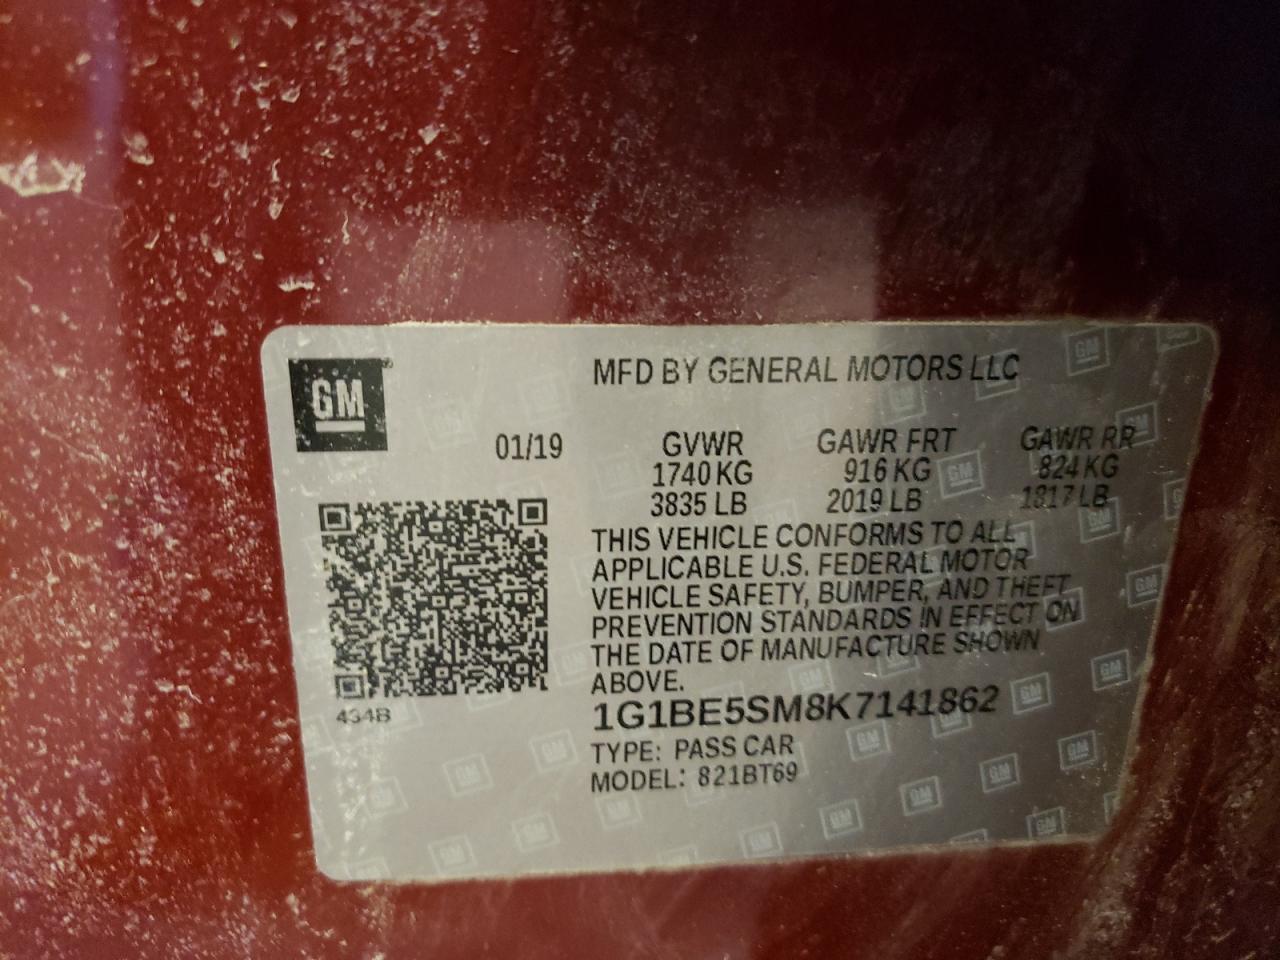 GM
MFD BY GENERAL MOTORS LLC
01/19
GVWR GAWR FRT GAWR RR
1740 KG 916 KG 824 KG
3835 LB 2019 LB 1817 LB
THIS VEHICLE CONFORMS TO ALL
APPLICABLE U.S. FEDERAL MOTOR
VEHICLE SAFETY, BUMPER, AND THEFT
PREVENTION STANDARDS IN EFFECT ON
THE DATE OF MANUFACTURE SHOWN
ABOVE.
434B
1G1BE5SM8K7141862
TYPE: PASS CAR
MODEL: 821BT69